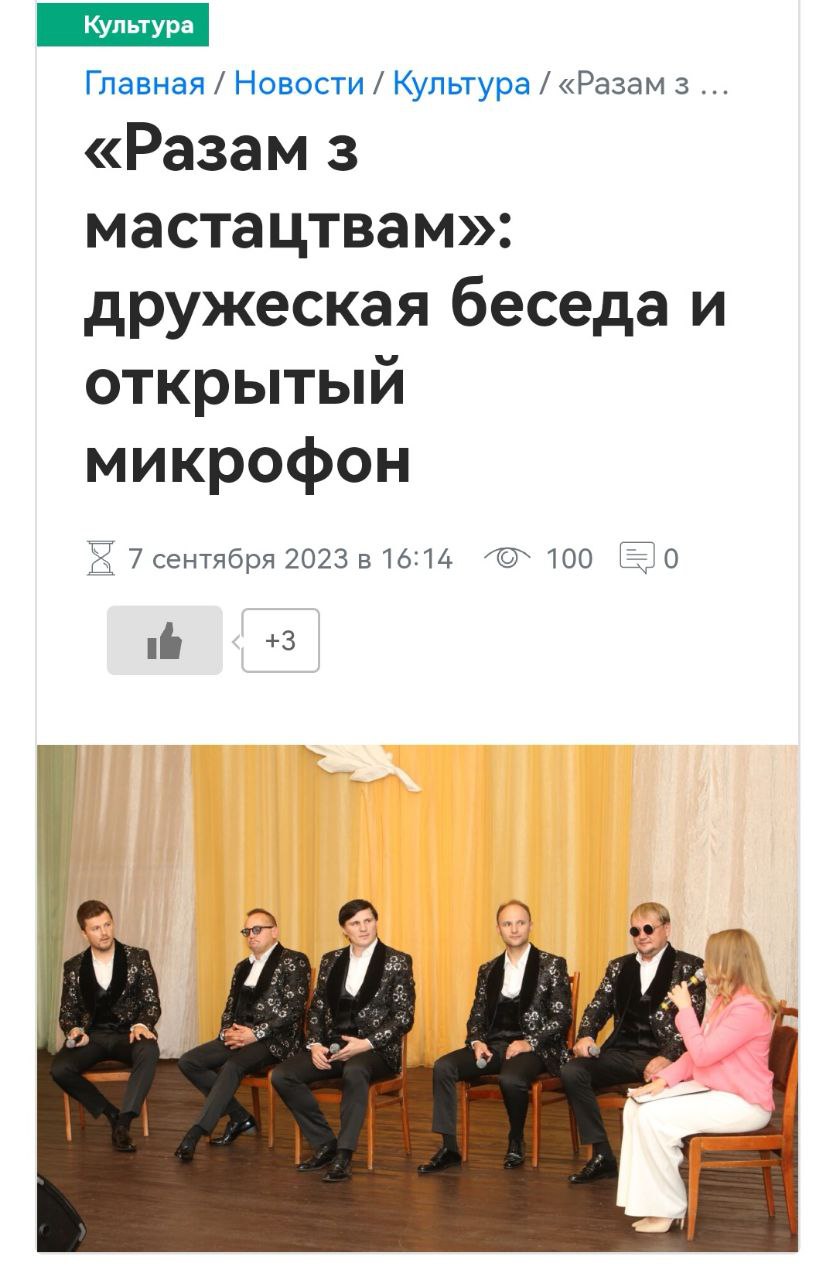 Культура
Главная / Новости / Культура / «Разам з ...
«Разам з
мастацтвам»:
дружеская беседа и
открытый
микрофон
7 сентября 2023 в 16:14 100 0
+3